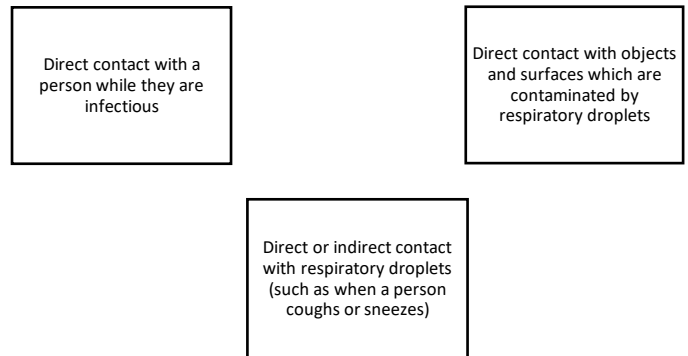 Direct contact with a
person while they are
infectious
Direct contact with objects
and surfaces which are
contaminated by
respiratory droplets
Direct or indirect contact
with respiratory droplets
(such as when a person
coughs or sneezes)